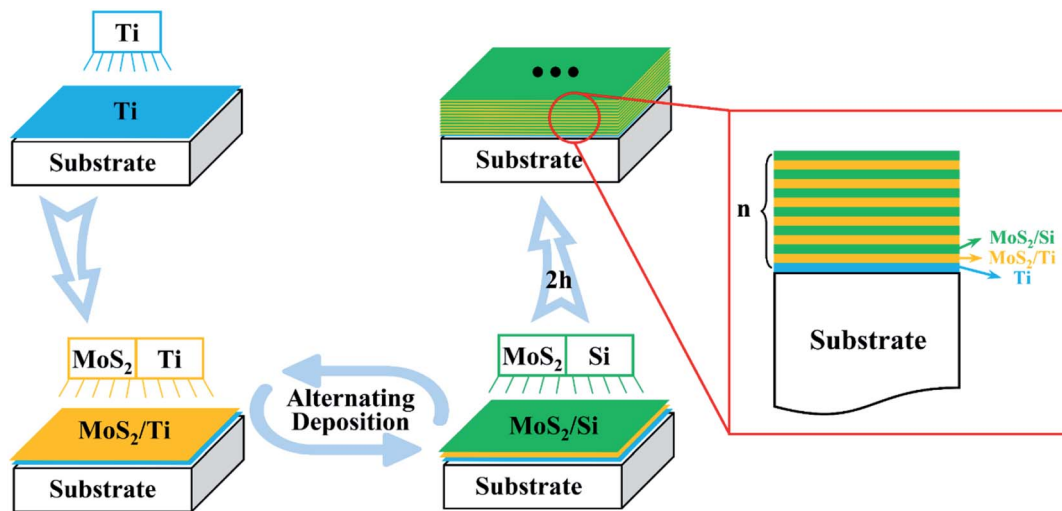 Ti
Ti
Substrate
MoS₂ Ti
MoS₂/Ti
Substrate
Alternating
Deposition
MoS₂ Si
MoS₂/Si
Substrate
2h
Substrate
n
MoS₂/Si
MoS₂/Ti
Ti
Substrate